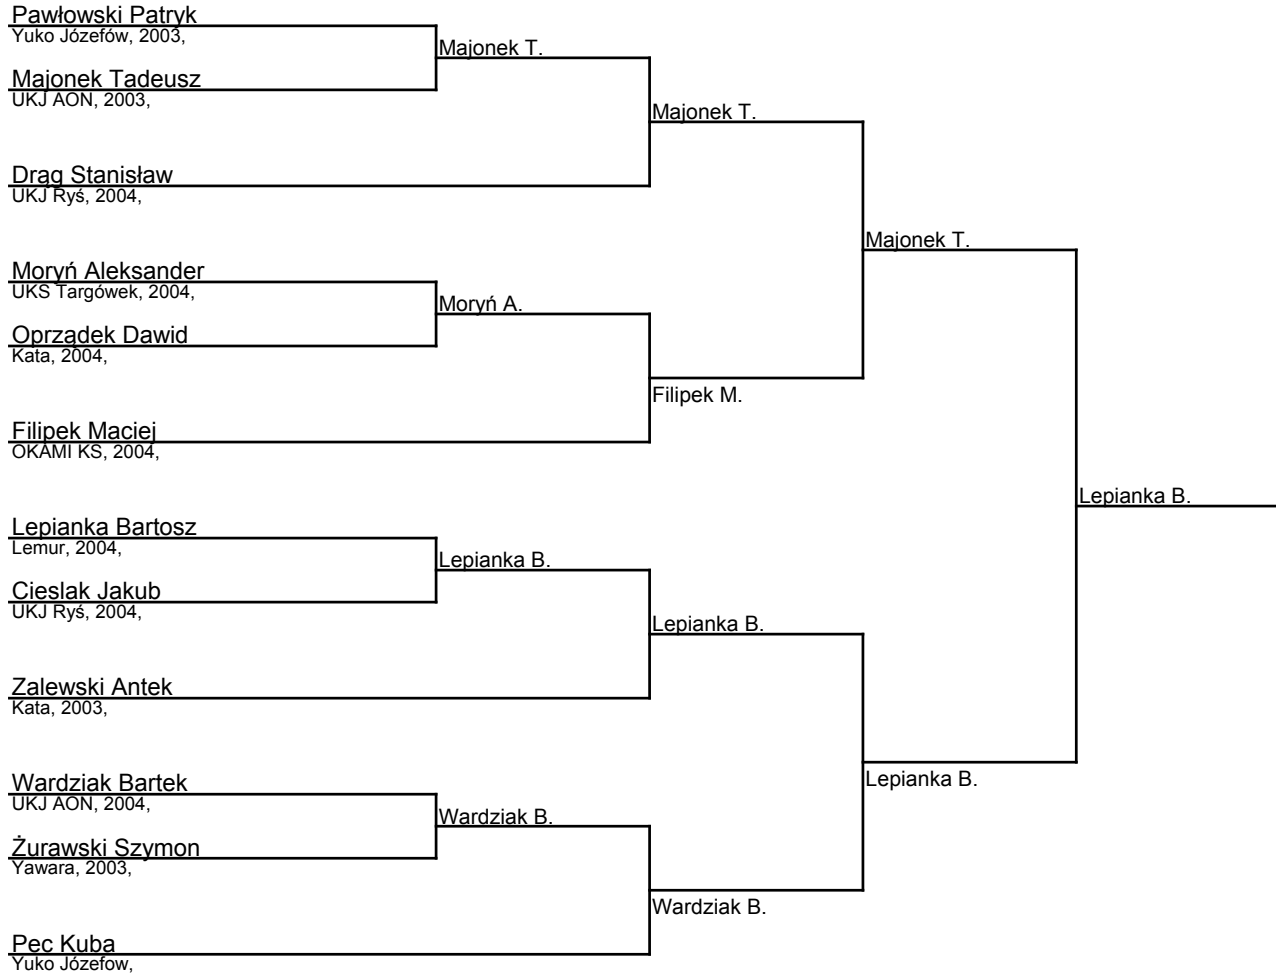 Pawłowski Patryk
Yuko Józefów, 2003,
Majonek T.
Majonek Tadeusz
UKJ AON, 2003,
Majonek T.
Drąg Stanisław
UKJ Ryś, 2004,
Majonek T.
Moryń Aleksander
UKS Targówek, 2004,
Moryń A.
Oprządek Dawid
Kata, 2004,
Filipek M.
Filipek Maciej
OKAMI KS, 2004,
Lepianka B.
Lepianka Bartosz
Lemur, 2004,
Lepianka B.
Cieslak Jakub
UKJ Ryś, 2004,
Lepianka B.
Zalewski Antek
Kata, 2003,
Lepianka B.
Wardziak Bartek
UKJ AON, 2004,
Wardziak B.
Żurawski Szymon
Yawara, 2003,
Wardziak B.
Pec Kuba
Yuko Józefow,